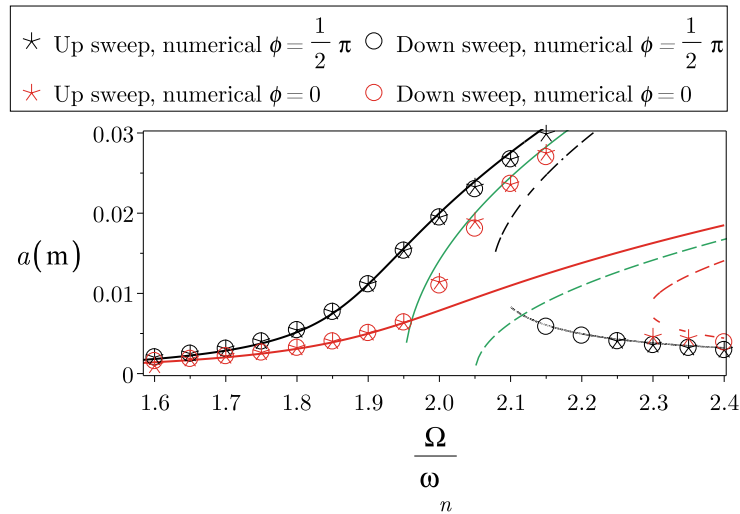 Up sweep, numerical ϕ = 1/2 π Down sweep, numerical ϕ = 1/2 π
Up sweep, numerical ϕ = 0 Down sweep, numerical ϕ = 0
0.03
0.02
a(m)
0.01
0
1.6 1.7 1.8 1.9 2.0 2.1 2.2 2.3 2.4
Ω
ω n